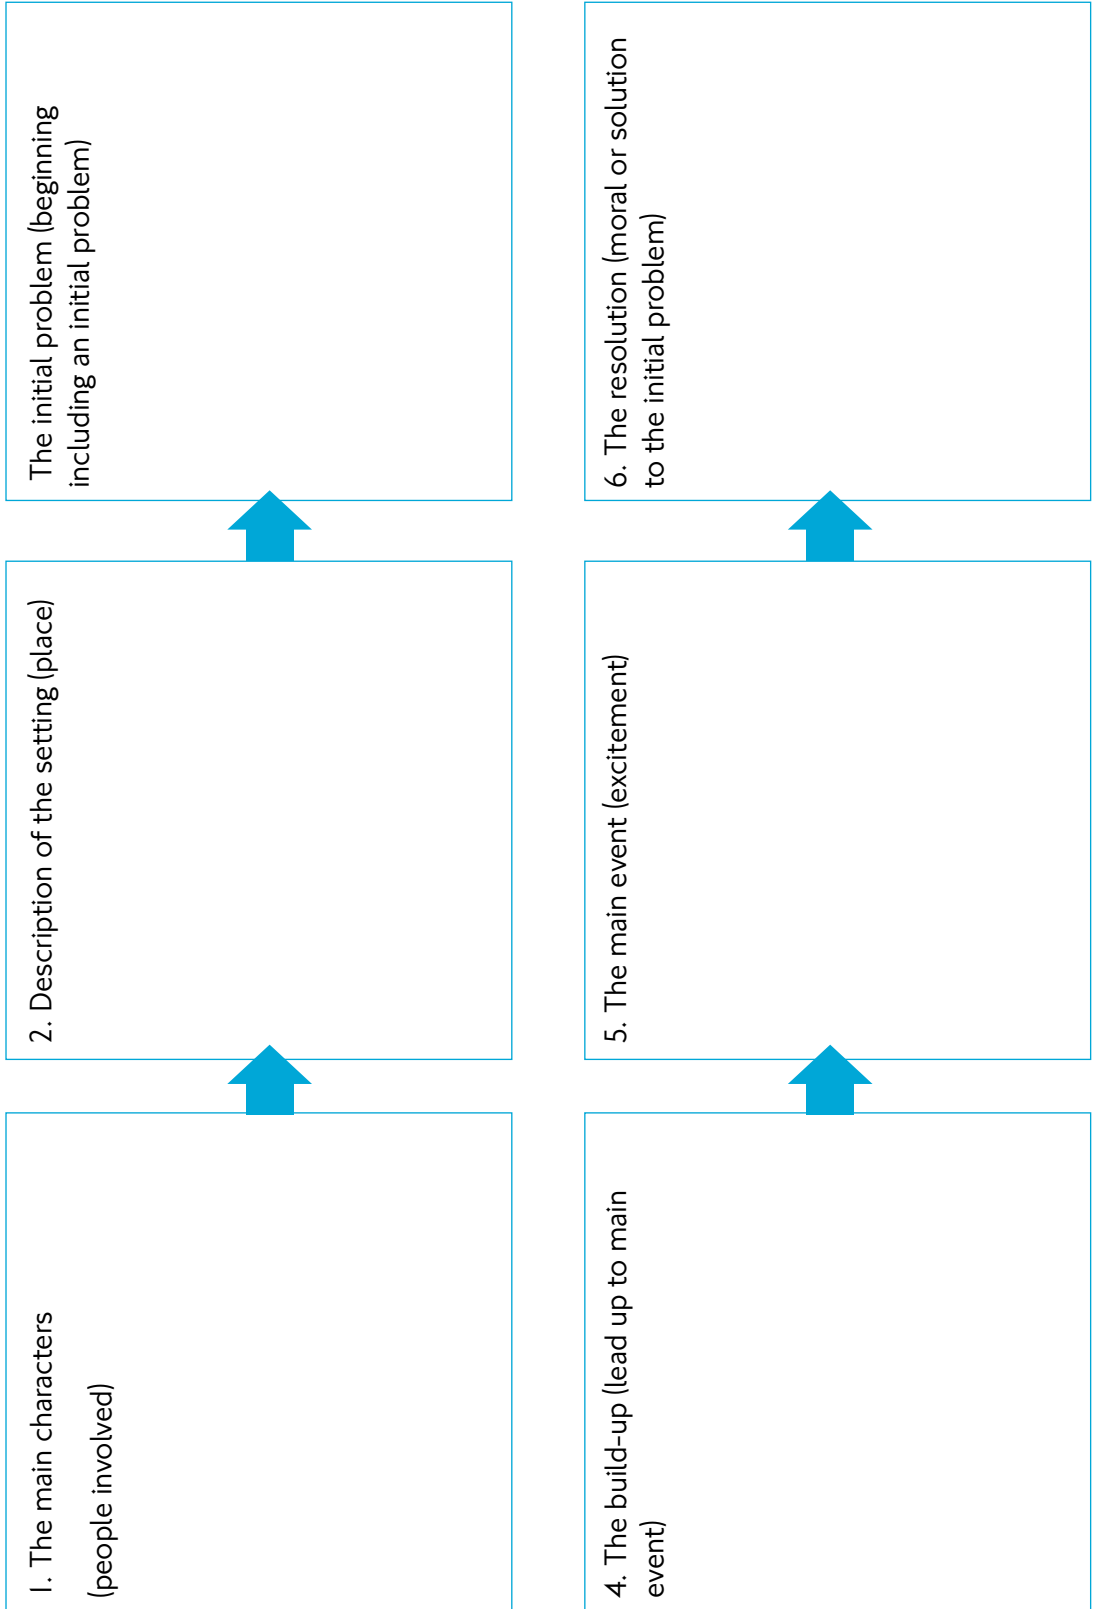 1. The main characters
(people involved)
2. Description of the setting (place)
The initial problem (beginning
including an initial problem)
4. The build-up (lead up to main
event)
5. The main event (excitement)
6. The resolution (moral or solution
to the initial problem)